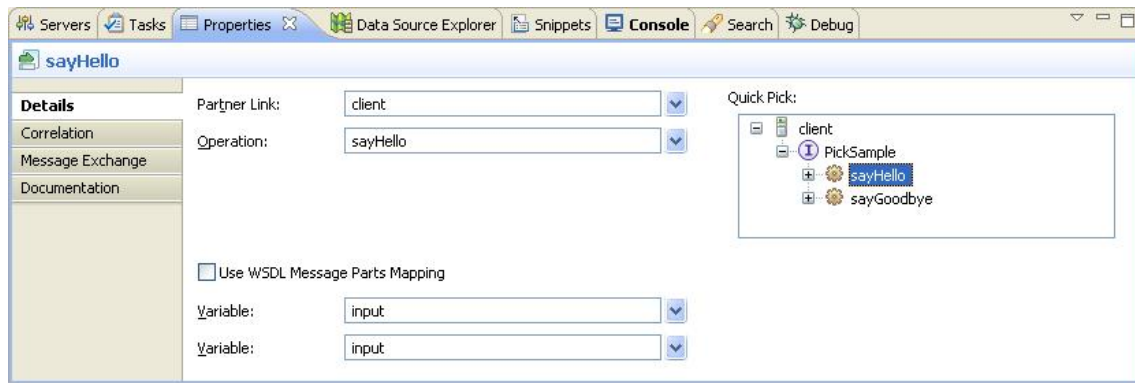 Servers Tasks Properties Data Source Explorer Snippets Console Search Debug
sayHello
Details
Correlation
Message Exchange
Documentation
Partner Link: client
Operation: sayHello
Use WSDL Message Parts Mapping
Variable: input
Variable: input
Quick Pick:
client
PickSample
sayHello
sayGoodbye